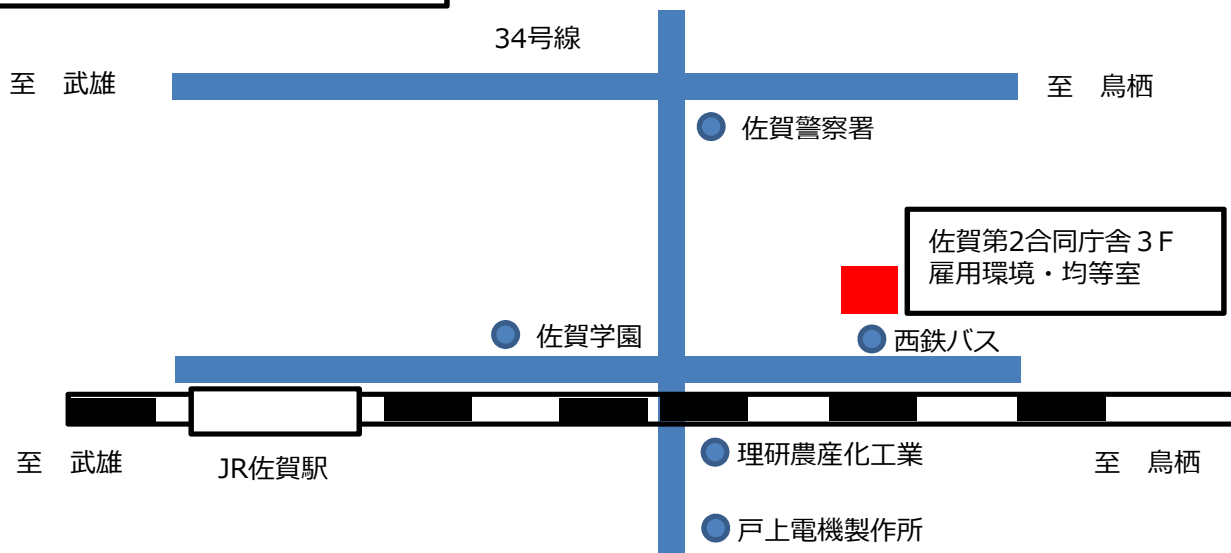 34号線
至　武雄
至　鳥栖
佐賀警察署
佐賀第2合同庁舎３Ｆ
雇用環境・均等室
佐賀学園
西鉄バス
至　武雄
JR佐賀駅
理研農産化工業
至　鳥栖
戸上電機製作所